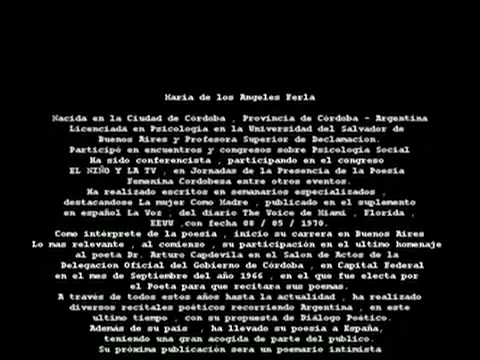 Maria de los Angeles Ferla
Nacida en la Ciudad de Córdoba , Provincia de Córdoba - Argentina
Licenciada en Psicologia en la Universidad del Salvador de
Buenos Aires y Profesora Superior de Declamacion.
Participó en encuentros y congresos sobre Psicologia Social
Ha sido conferencista , participando en el congreso
EL NIÑO Y LA TV , en Jornadas de la Presencia de la Poesia
Femenina Cordobesa entre otros eventos.
Ha realizado escritos en semanarios especializados ,
destacandose La mujer Como Madre , publicado en el suplemento
en español La Voz , del diario The Voice de Miami , Florida ,
EEUU ,con fecha 08 / 05 / 1970.
Como intérprete de la poesia , inicio su carrera en Buenos Aires
Lo mas relevante , al comienzo , su participación en el ultimo homenaje
al poeta Dr. Arturo Capdevila en el Salon de Actos de la
Delegacion Oficial del Gobierno de Córdoba , en Capital Federal
en el mes de Septiembre del año 1966 , en el que fue electa por
el Poeta para que recitara sus poemas.
A través de todos estos años hasta la actualidad , ha realizado
diversos recitales poéticos recorriendo Argentina , en este
ultimo tiempo , con su propuesta de Diálogo Poético.
Además de su pais , ha llevado su poesia a España,
teniendo una gran acogida de parte del publico.
Su próxima publicación sera un poemario intimista